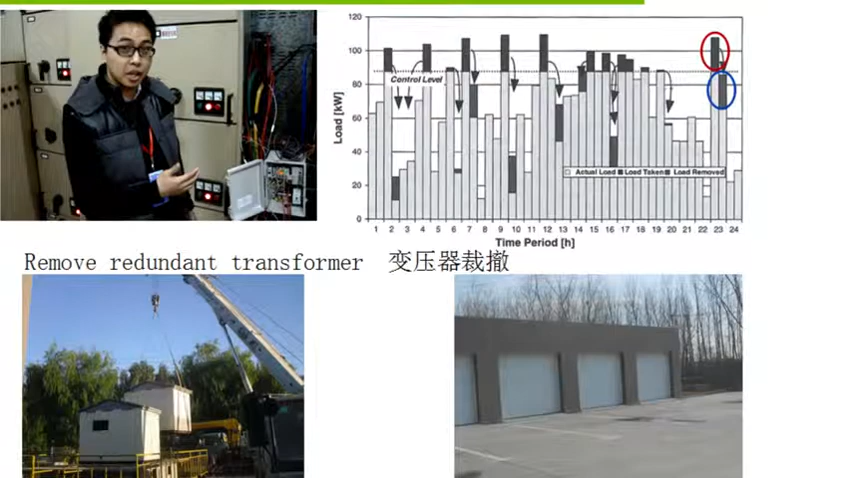 120
100
80
60
40
20
0
Load [kW]
Control Level
Actual Load Load Taken Load Removed
1 2 3 4 5 6 7 8 9 10 11 12 13 14 15 16 17 18 19 20 21 22 23 24
Time Period [h]
Remove redundant transformer 变压器裁撤